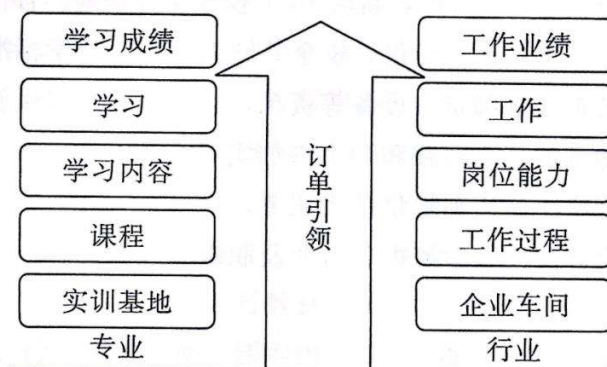 学习成绩
学习
学习内容
课程
实训基地
专业
订单引领
工作业绩
工作
岗位能力
工作过程
企业车间
行业